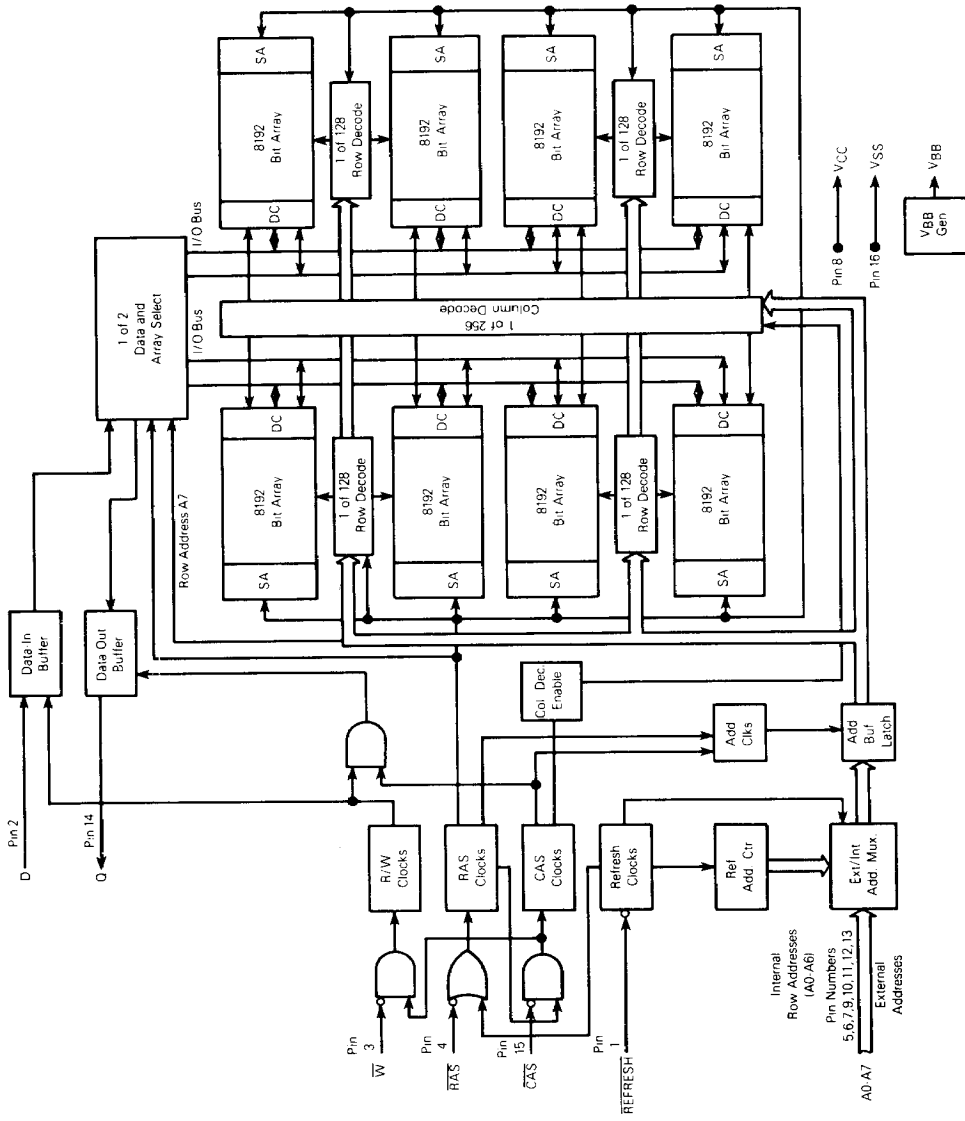 D
Pin 2
Data-In
Buffer
Q
Pin 14
Data Out
Buffer
1 of 2
Data and
Array Select
Row Address A7
I/O Bus
I/O Bus
Pin
3
W
R/W
Clocks
Pin
4
RAS
RAS
Clocks
Pin
15
CAS
CAS
Clocks
Pin
1
REFRESH
Refresh
Clocks
Col Dec.
Enable
Add
Clks
Ref
Add. Ctr
Internal
Row Addresses
(A0-A6)
Pin Numbers
5,6,7,9,10,11,12,13
A0-A7
External
Addresses
Ext/Int
Add. Mux.
Add
Buf
Latch
SA
8192
Bit Array
DC
DC
8192
Bit Array
SA
1 of 128
Row Decode
1 of 128
Row Decode
SA
8192
Bit Array
DC
DC
8192
Bit Array
SA
1 of 256
Column Decode
SA
8192
Bit Array
DC
DC
8192
Bit Array
SA
1 of 128
Row Decode
1 of 128
Row Decode
SA
8192
Bit Array
DC
DC
8192
Bit Array
SA
Pin 8
VCC
Pin 16
VSS
VBB
Gen
VBB